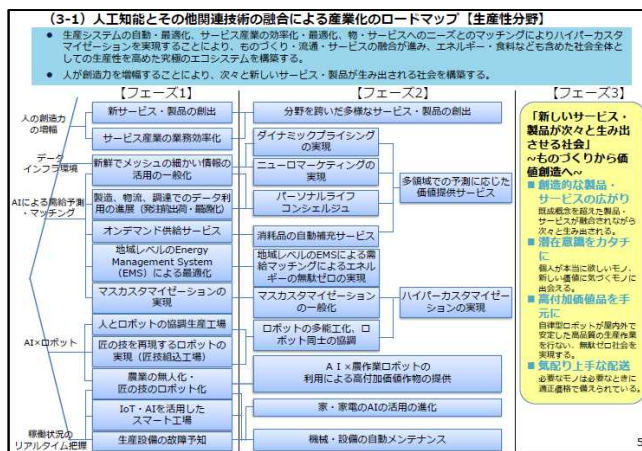 (3-1)人工知能とその他関連技術の融合による産業化のロードマップ【生産性分野】
● 生産システムの自動・最適化、サービス産業の効率化・最適化、物・サービスへのニーズとのマッチングによりハイパーカスタ
マイゼーションを実現することにより、ものづくり・流通・サービスの融合が進み、エネルギー・食料なども含めた社会全体と
しての生産性を高めた究極のエコシステムを構築する。
● 人が創造力を増幅することにより、次々と新しいサービス・製品が生み出される社会を構築する。
【フェーズ1】
【フェーズ2】
【フェーズ3】
人の創造力
の増幅
データ
インフラ環境
AIによる需給予測
・マッチング
AI×ロボット
稼働状況の
リアルタイム把握
新サービス・製品の創出
サービス産業の業務効率化
新鮮でメッシュの細かい情報の
活用の一般化
製造、物流、調達でのデータ利用
の進展(発注前出荷・最適化)
オンデマンド供給サービス
地域レベルのEnergy
Management System
(EMS)による最適化
マスカスタマイゼーションの
実現
人とロボットの協調生産工場
匠の技を再現するロボットの
実現(匠技組込工場)
農業の無人化・
匠の技のロボット化
IoT・AIを活用した
スマート工場
生産設備の故障予知
分野を跨いだ多様なサービス・製品の創出
ダイナミックプライシングの
実現
ニューロマーケティングの
実現
パーソナルライフ
コンシェルジュ
消耗品の自動補充サービス
地域レベルのEMSによる需
給マッチングによるエネルギ
ーの無駄ゼロの実現
マスカスタマイゼーション
の一般化
ロボットの多能工化、ロ
ボット同士の協調
AI×農作業ロボットの
利用による高付加価値作物の提供
家・家電のAIの活用の進化
機械・設備の自動メンテナンス
多領域での予測に応じた
価値提供サービス
ハイパーカスタマイゼー
ションの実現
「新しいサービス・
製品が次々と生み出
させる社会」
~ものづくりから価
値創造へ~
■ 創造的な製品・
サービスの広がり
既成概念を超えた製品・
サービスが融合されながら
次々と生み出される。
■ 潜在意識をカタチ
に
個人が本当に欲しいモノ、
新しい価値に気づくモノに
出会える。
■ 高付加価値品を手
元に
自律型ロボットが屋内外で
安定した高品質の生産作業
を行ない、無駄ゼロ社会を
実現する。
■ 気配り上手な配送
必要なモノは必要なときに
適正価格で備えられている。
5